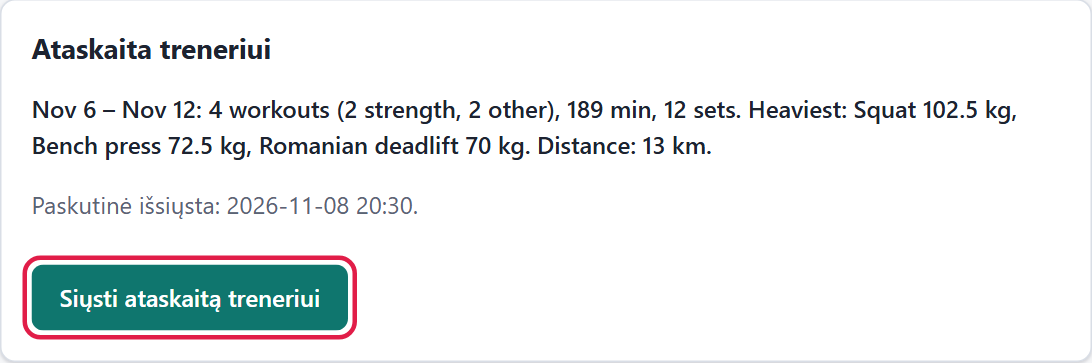 Ataskaita treneriui
Nov 6 – Nov 12: 4 workouts (2 strength, 2 other), 189 min, 12 sets. Heaviest: Squat 102.5 kg,
Bench press 72.5 kg, Romanian deadlift 70 kg. Distance: 13 km.
Paskutinė išsiųsta: 2026-11-08 20:30.
Siųsti ataskaitą treneriui